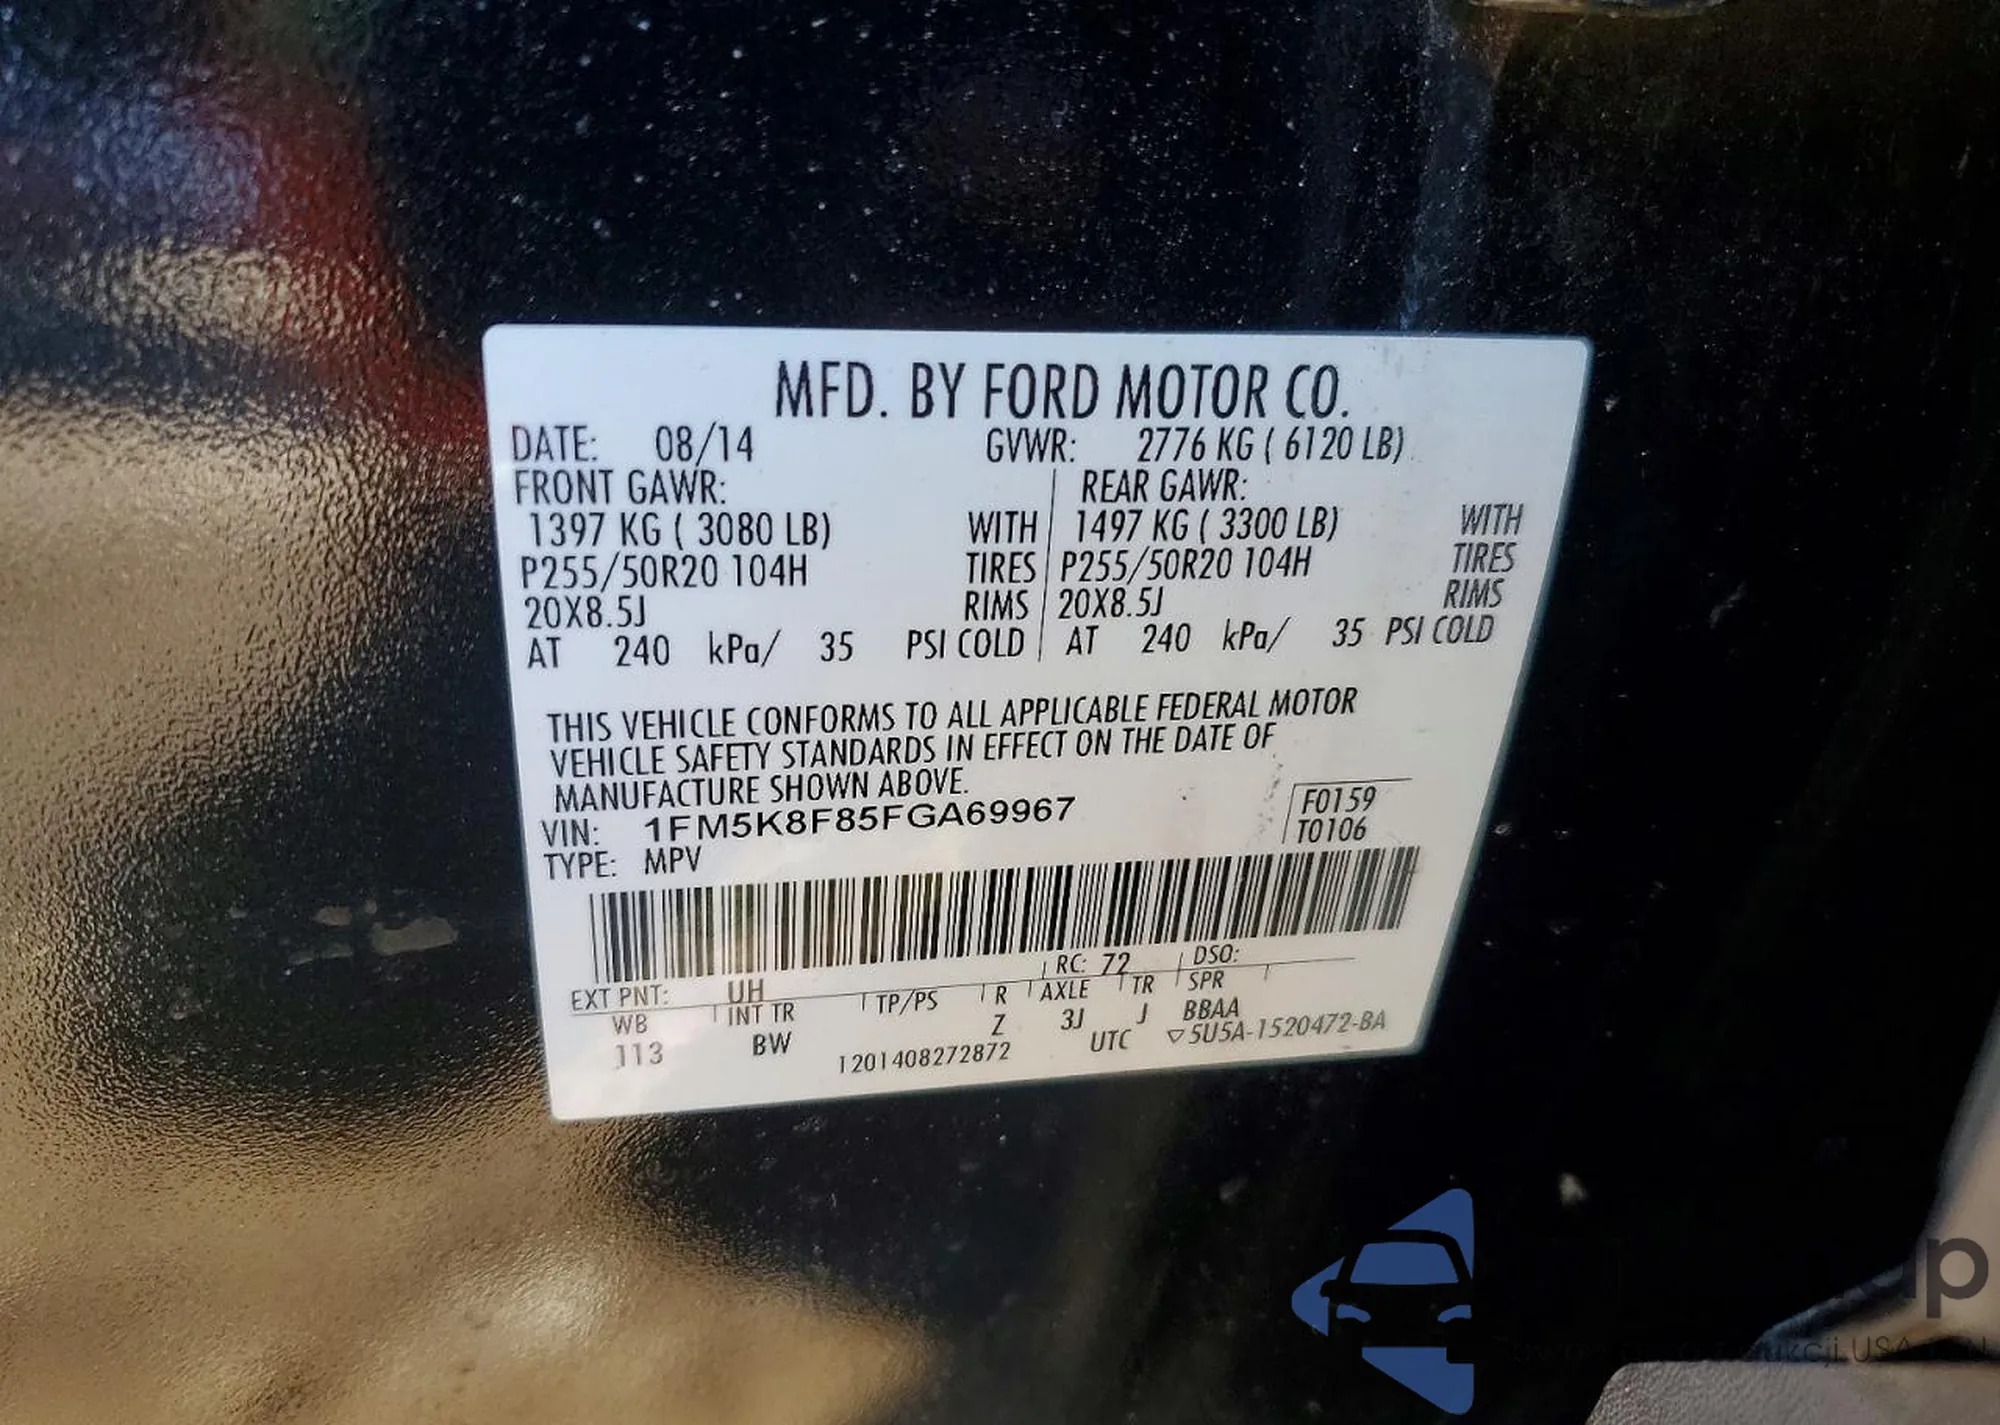 MFD. BY FORD MOTOR CO.
DATE: 08/14 GVWR: 2776 KG ( 6120 LB)
FRONT GAWR: REAR GAWR:
1397 KG ( 3080 LB) WITH 1497 KG ( 3300 LB) WITH
P255/50R20 104H TIRES P255/50R20 104H TIRES
20X8.5J RIMS 20X8.5J RIMS
AT 240 kPa/ 35 PSI COLD AT 240 kPa/ 35 PSI COLD
THIS VEHICLE CONFORMS TO ALL APPLICABLE FEDERAL MOTOR
VEHICLE SAFETY STANDARDS IN EFFECT ON THE DATE OF
MANUFACTURE SHOWN ABOVE.
VIN: 1FM5K8F85FGA69967 F0159
TYPE: MPV T0106
EXT PNT: UH RC: 72 DSO:
WB INT TR TP/PS R AXLE TR SPR
113 BW Z 3J J BBAA
1201408272872 UTC ▽5U5A-1520472-BA
USA